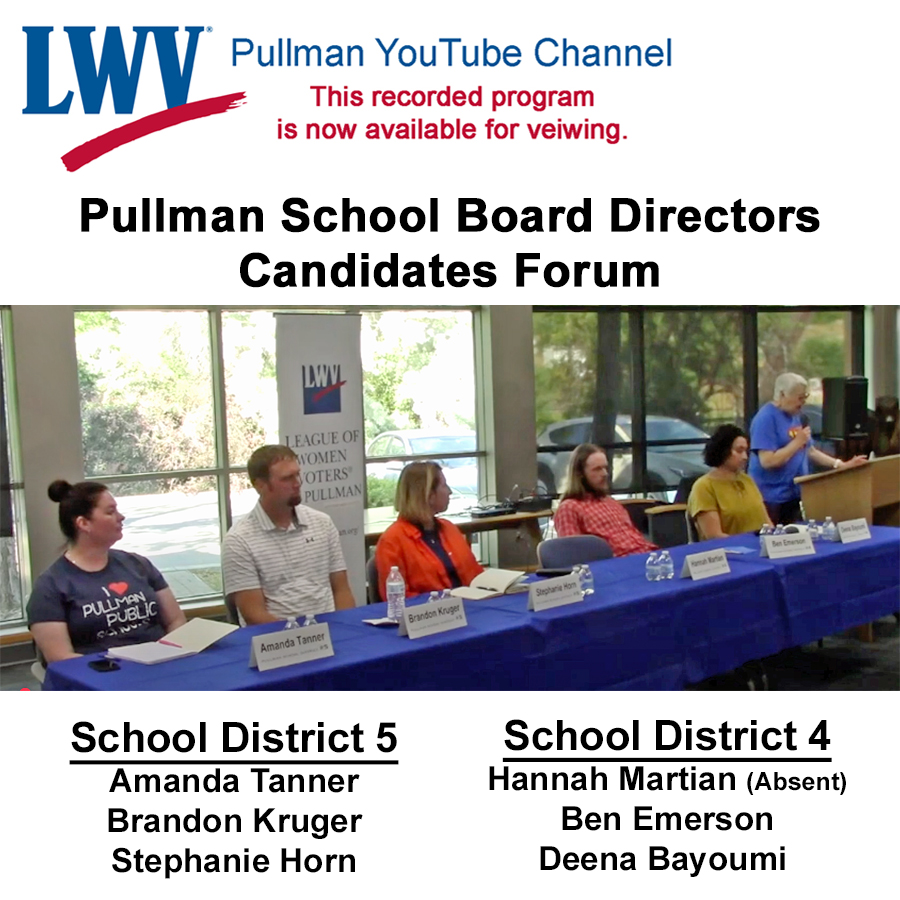 LWV®
Pullman YouTube Channel
This recorded program
is now available for veiwing.
Pullman School Board Directors
Candidates Forum
LWV
LEAGUE OF
WOMEN
VOTERS®
PULLMAN
I
PULLMAN
PUBLIC
Amanda Tanner
Brandon Kruger
Stephanie Horn
Hannah Martian
Ben Emerson
Deena Bayoumi
School District 5
Amanda Tanner
Brandon Kruger
Stephanie Horn
School District 4
Hannah Martian (Absent)
Ben Emerson
Deena Bayoumi